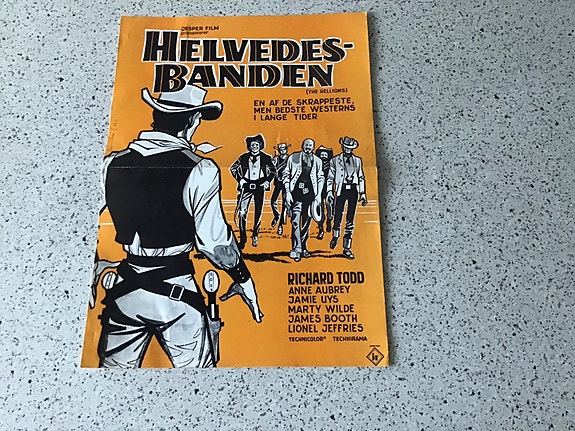 JESPER FILM
præsenterer
HELVEDES-
BANDEN
(THE HELLIONS)
EN AF DE SKRAPPESTE,
MEN BEDSTE WESTERNS
I LANGE TIDER
RICHARD TODD
ANNE AUBREY
JAMIE UYS
MARTY WILDE
JAMES BOOTH
LIONEL JEFFRIES
TECHNICOLOR® TECHNIRAMA